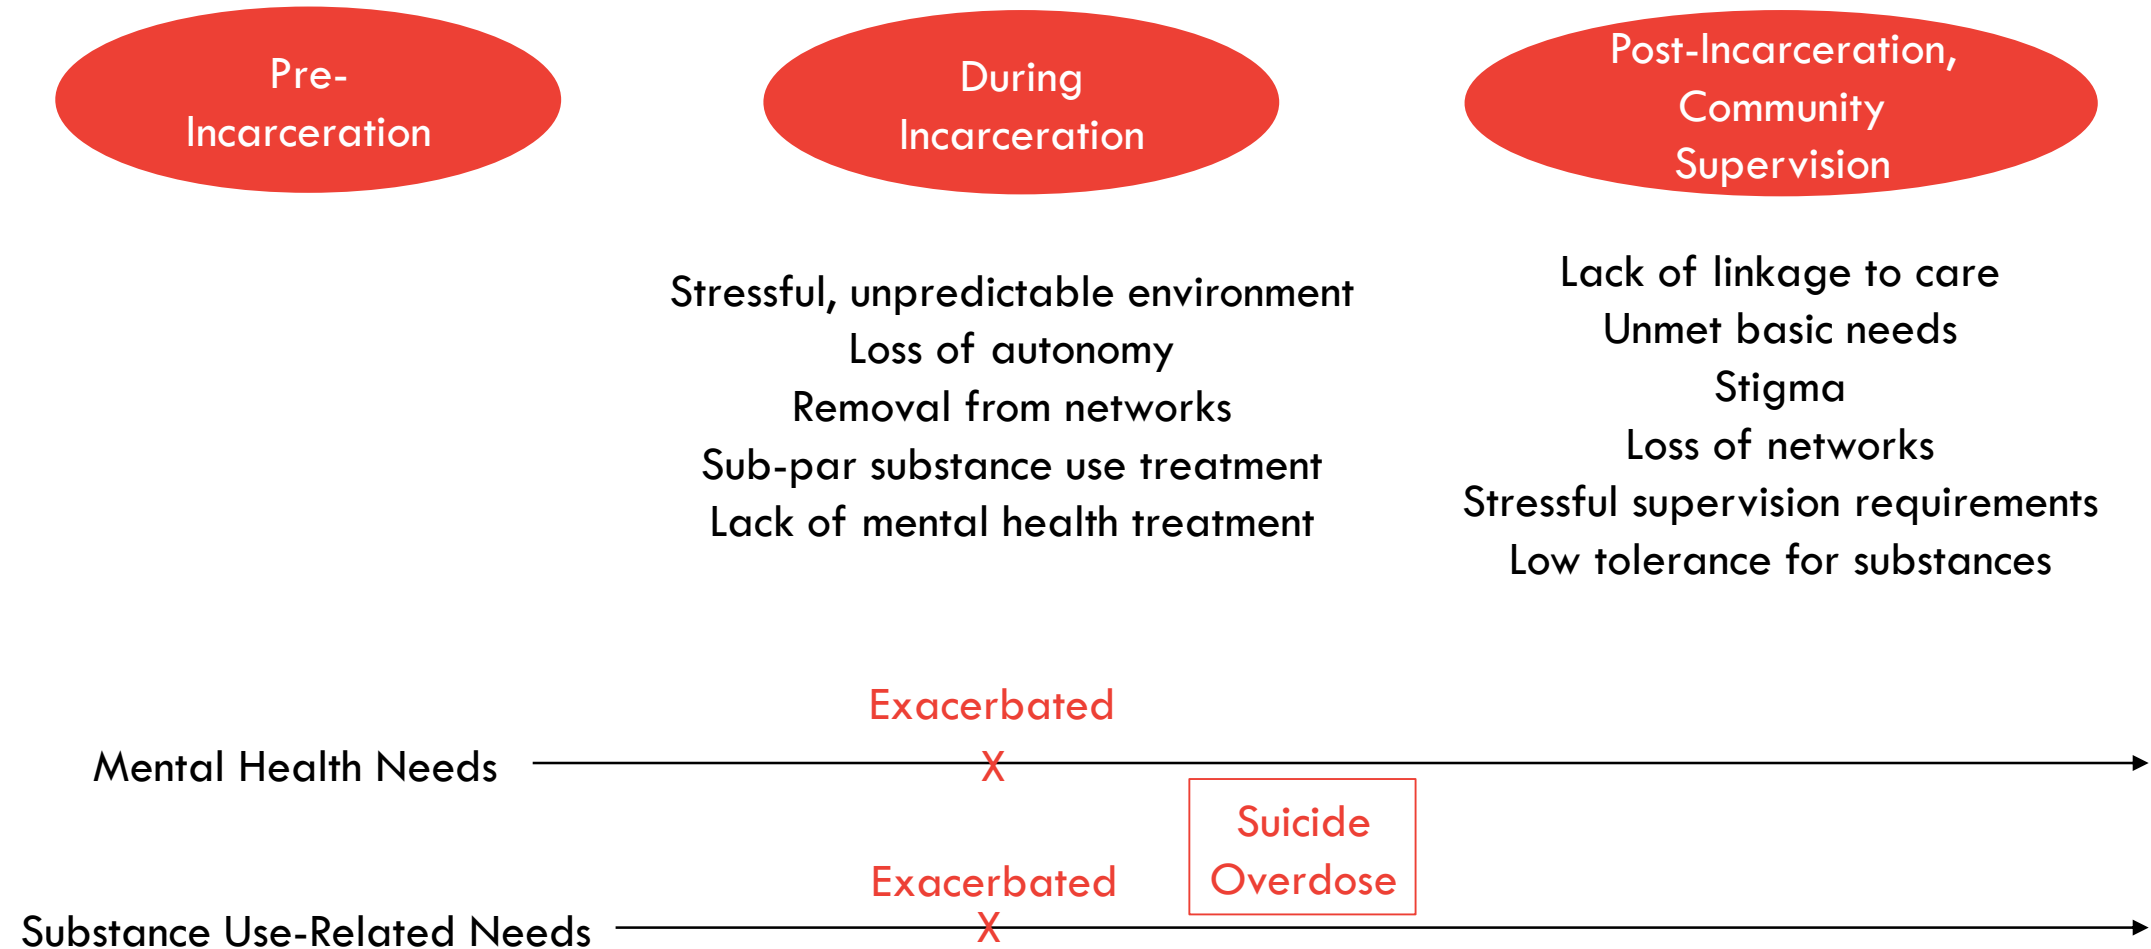 Pre-
Incarceration
During
Incarceration
Post-Incarceration,
Community
Supervision
Stressful, unpredictable environment
Loss of autonomy
Removal from networks
Sub-par substance use treatment
Lack of mental health treatment
Lack of linkage to care
Unmet basic needs
Stigma
Loss of networks
Stressful supervision requirements
Low tolerance for substances
Exacerbated
Mental Health Needs
X
Suicide
Overdose
Exacerbated
Substance Use-Related Needs
X